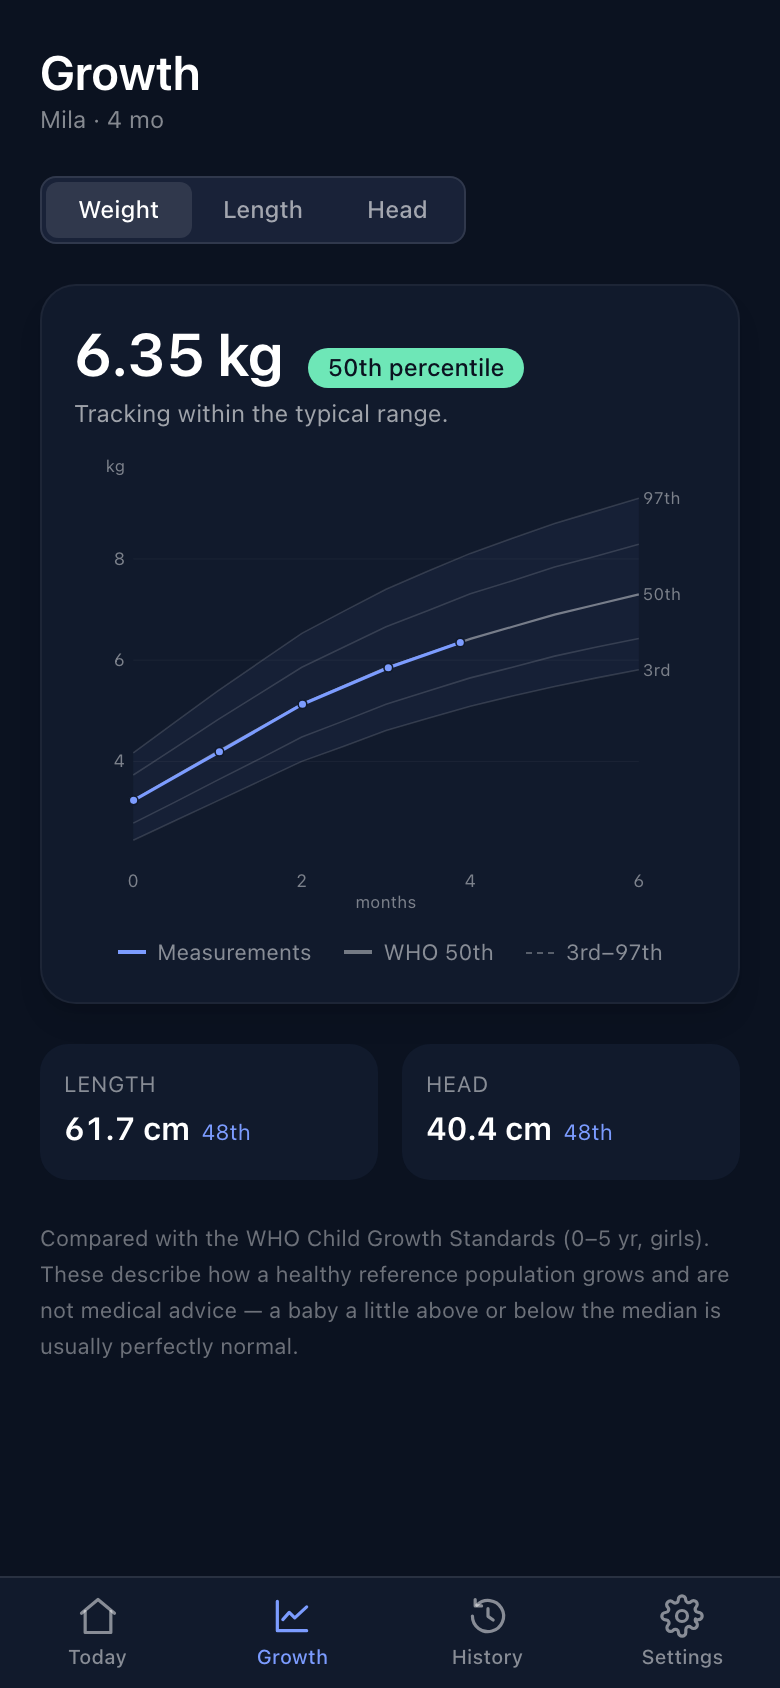 Growth
Mila · 4 mo
Weight Length Head
6.35 kg 50th percentile
Tracking within the typical range.
kg
97th
8
50th
6
3rd
4
0 2 4 6
months
Measurements WHO 50th 3rd–97th
LENGTH
61.7 cm 48th
HEAD
40.4 cm 48th
Compared with the WHO Child Growth Standards (0–5 yr, girls).
These describe how a healthy reference population grows and are
not medical advice — a baby a little above or below the median is
usually perfectly normal.
Today Growth History Settings